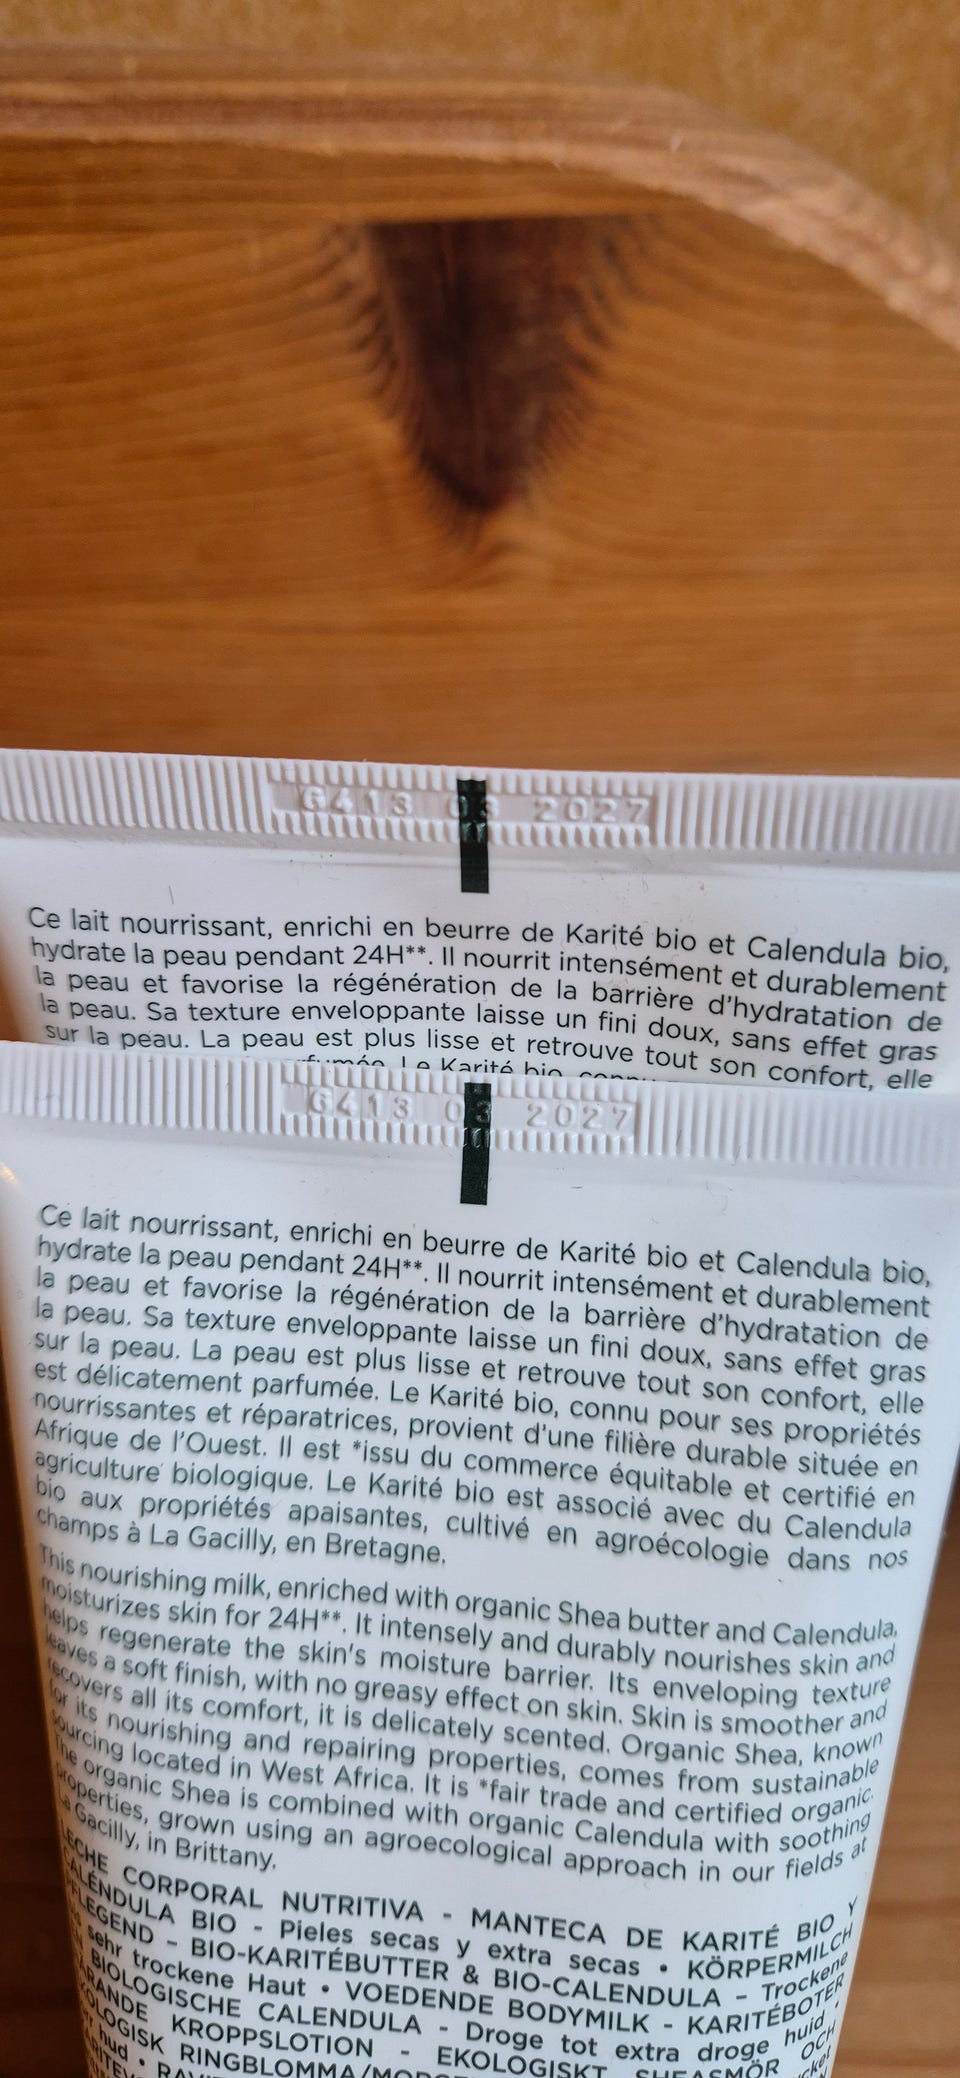 G413 03 2027
Ce lait nourrissant, enrichi en beurre de Karité bio et Calendula bio,
hydrate la peau pendant 24H**. Il nourrit intensément et durablement
la peau et favorise la régénération de la barrière d'hydratation de
la peau. Sa texture enveloppante laisse un fini doux, sans effet gras
sur la peau. La peau est plus lisse et retrouve tout son confort, elle
Le Karité bio,
G413 03 2027
Ce lait nourrissant, enrichi en beurre de Karité bio et Calendula bio,
hydrate la peau pendant 24H**. Il nourrit intensément et durablement
la peau et favorise la régénération de la barrière d'hydratation de
la peau. Sa texture enveloppante laisse un fini doux, sans effet gras
sur la peau. La peau est plus lisse et retrouve tout son confort, elle
est délicatement parfumée. Le Karité bio, connu pour ses propriétés
nourrissantes et réparatrices, provient d'une filière durable située en
Afrique de l'Ouest. Il est *issu du commerce équitable et certifié en
agriculture biologique. Le Karité bio est associé avec du Calendula
bio aux propriétés apaisantes, cultivé en agroécologie dans nos
champs à La Gacilly, en Bretagne.
This nourishing milk, enriched with organic Shea butter and Calendula,
moisturizes skin for 24H**. It intensely and durably nourishes skin and
helps regenerate the skin's moisture barrier. Its enveloping texture
leaves a soft finish, with no greasy effect on skin. Skin is smoother and
recovers all its comfort, it is delicately scented. Organic Shea, known
for its nourishing and repairing properties, comes from sustainable
sourcing located in West Africa. It is *fair trade and certified organic.
The organic Shea is combined with organic Calendula with soothing
properties, grown using an agroecological approach in our fields at
La Gacilly, in Brittany.
LECHE CORPORAL NUTRITIVA - MANTECA DE KARITÉ BIO Y
CALÉNDULA BIO - Pieles secas y extra secas • KÖRPERMILCH
PFLEGEND - BIO-KARITÉBUTTER & BIO-CALENDULA - Trockene
sehr trockene Haut • VOEDENDE BODYMILK - KARITÉBOTER
BIOLOGISCHE CALENDULA - Droge tot extra droge huid •
KROPPSLOTION - EKOLOGISKT SHEASMÖR OCH
RINGBLOMMA
hud •